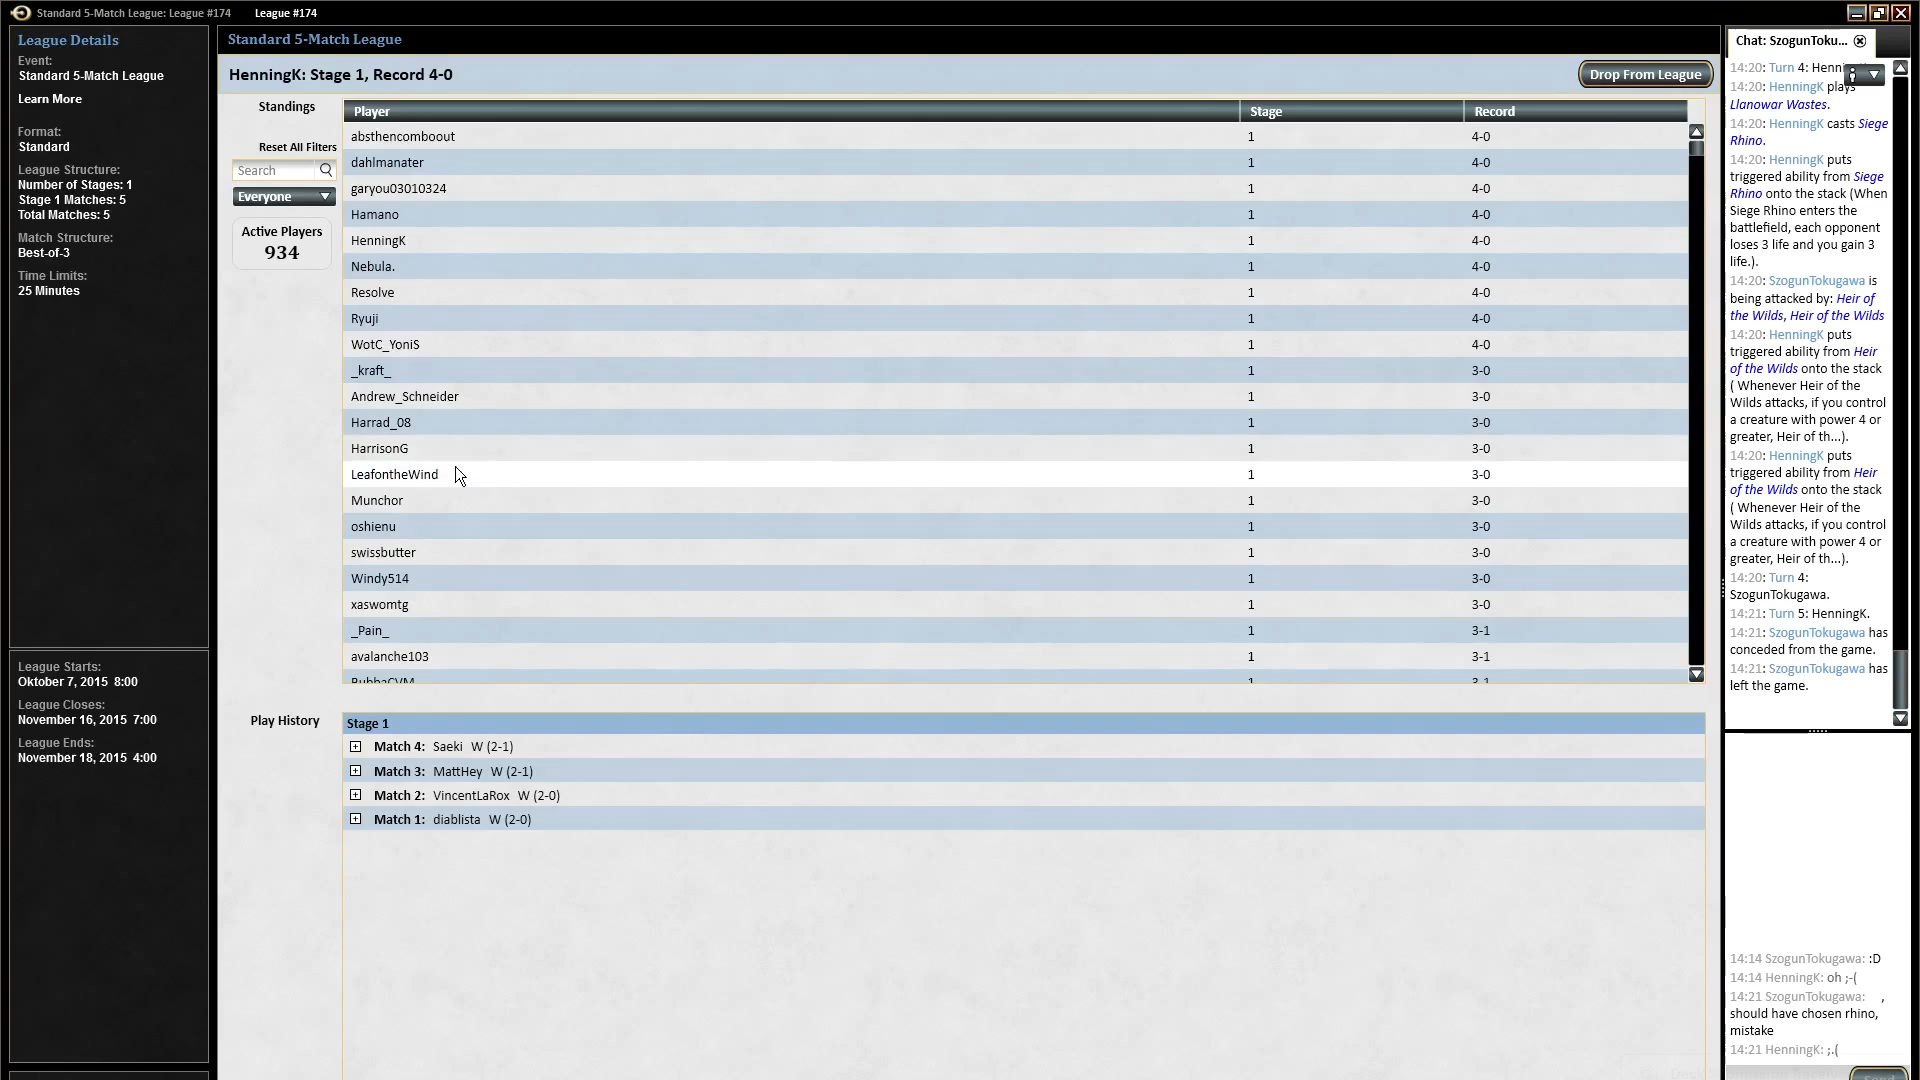 Standard 5-Match League: League #174 League #174
League Details
Event:
Standard 5-Match League
Learn More
Format:
Standard
League Structure:
Number of Stages: 1
Stage 1 Matches: 5
Total Matches: 5
Match Structure:
Best-of-3
Time Limits:
25 Minutes
League Starts:
Oktober 7, 2015 8:00
League Closes:
November 16, 2015 7:00
League Ends:
November 18, 2015 4:00
Standard 5-Match League
HenningK: Stage 1, Record 4-0
Drop From League
Standings
Reset All Filters
Search
Everyone
Active Players
934
Player Stage Record
absthencomboout 1 4-0
dahlmanater 1 4-0
garyou03010324 1 4-0
Hamano 1 4-0
HenningK 1 4-0
Nebula. 1 4-0
Resolve 1 4-0
Ryuji 1 4-0
WotC_YoniS 1 4-0
_kraft_ 1 3-0
Andrew_Schneider 1 3-0
Harrad_08 1 3-0
HarrisonG 1 3-0
LeafontheWind 1 3-0
Munchor 1 3-0
oshienu 1 3-0
swissbutter 1 3-0
Windy514 1 3-0
xaswomtg 1 3-0
_Pain_ 1 3-1
avalanche103 1 3-1
1 3-1
Play History
Stage 1
Match 4: Saeki W (2-1)
Match 3: MattHey W (2-1)
Match 2: VincentLaRox W (2-0)
Match 1: diablista W (2-0)
Chat: SzogunToku...
14:20: Turn 4: Henni
14:20: HenningK plays
Llanowar Wastes.
14:20: HenningK casts Siege
Rhino.
14:20: HenningK puts
triggered ability from Siege
Rhino onto the stack (When
Siege Rhino enters the
battlefield, each opponent
loses 3 life and you gain 3
life.).
14:20: SzogunTokugawa is
being attacked by: Heir of
the Wilds, Heir of the Wilds
14:20: HenningK puts
triggered ability from Heir
of the Wilds onto the stack
( Whenever Heir of the
Wilds attacks, if you control
a creature with power 4 or
greater, Heir of th...).
14:20: HenningK puts
triggered ability from Heir
of the Wilds onto the stack
( Whenever Heir of the
Wilds attacks, if you control
a creature with power 4 or
greater, Heir of th...).
14:20: Turn 4:
SzogunTokugawa.
14:21: Turn 5: HenningK.
14:21: SzogunTokugawa has
conceded from the game.
14:21: SzogunTokugawa has
left the game.
14:14 SzogunTokugawa: :D
14:14 HenningK: oh ;-(
14:21 SzogunTokugawa: ,
should have chosen rhino,
mistake
14:21 HenningK: ;.(